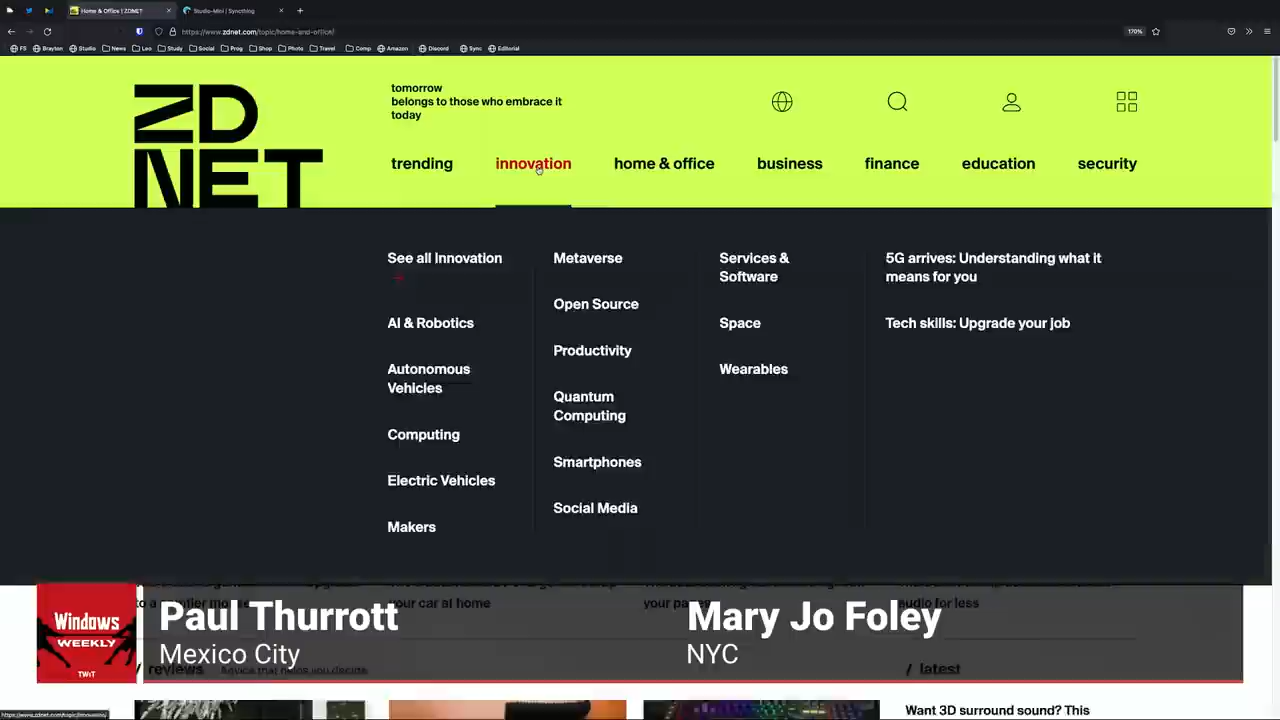 Home & Office | ZDNET
Studio-Mini | Syncthing
https://www.zdnet.com/topic/home-and-office/
170%
FS Brayton Studio News Leo Study Social Prog Shop Photo Travel Comp Amazon Discord Sync Editorial
ZD
NET
tomorrow
belongs to those who embrace it
today
trending innovation home & office business finance education security
See all Innovation
AI & Robotics
Autonomous
Vehicles
Computing
Electric Vehicles
Makers
Metaverse
Open Source
Productivity
Quantum
Computing
Smartphones
Social Media
Services &
Software
Space
Wearables
5G arrives: Understanding what it
means for you
Tech skills: Upgrade your job
your car at home
audio for less
Windows
WEEKLY
TWiT
Paul Thurrott
Mexico City
Mary Jo Foley
NYC
/ reviews Advice that helps you decide
/ latest
Want 3D surround sound? This
https://www.zdnet.com/topic/innovation/